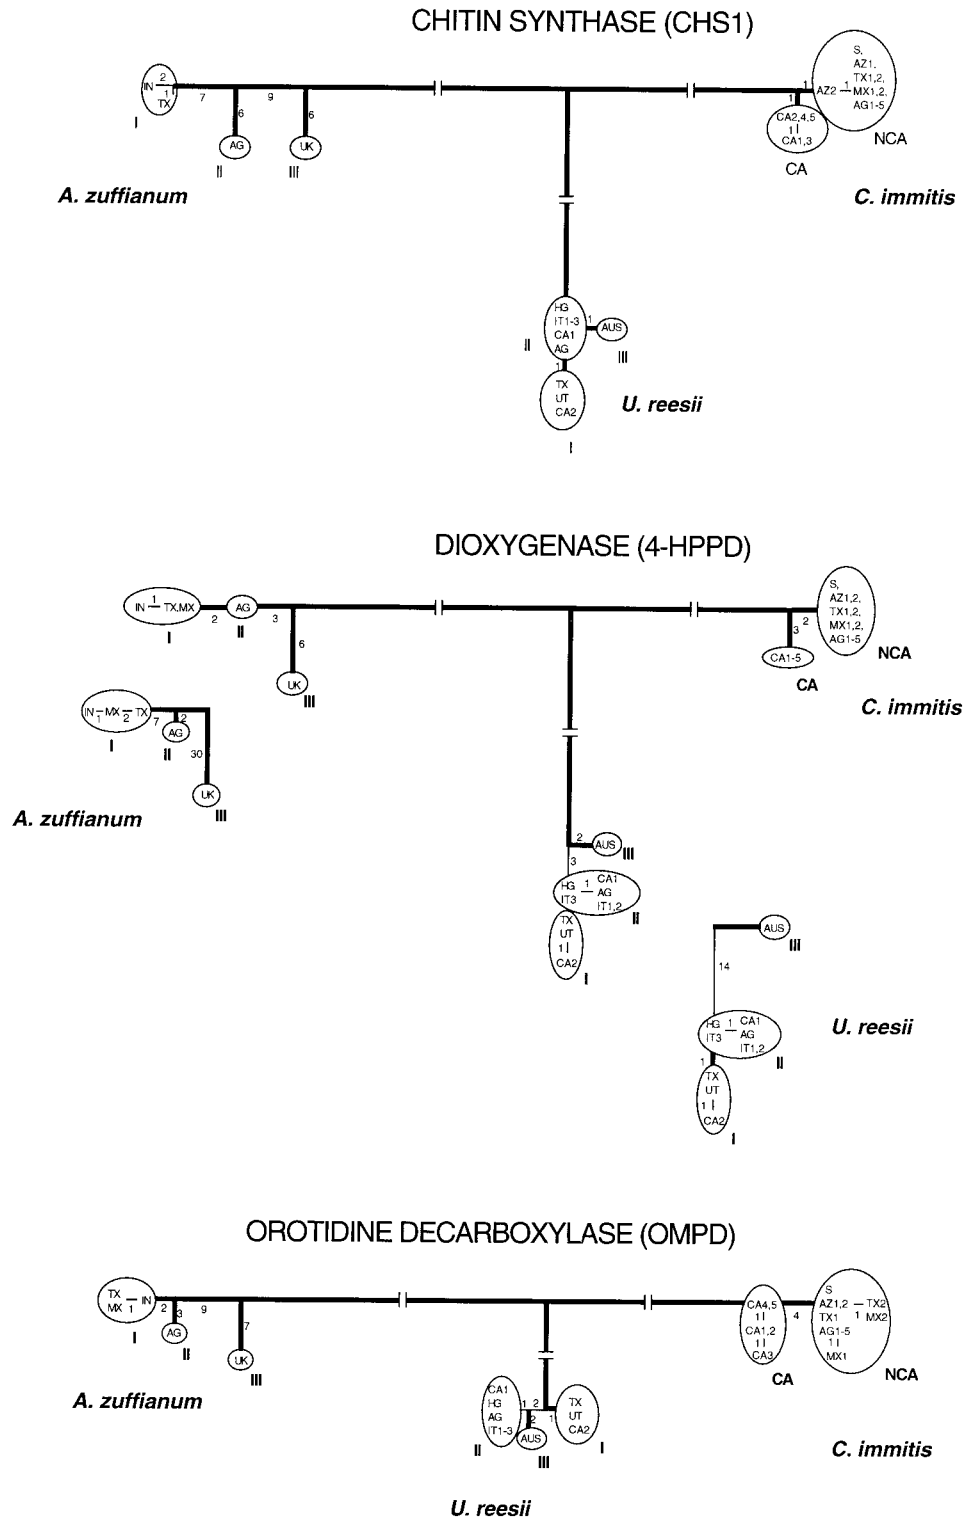 CHITIN SYNTHASE (CHS1)
IN 2
1
TX
I
7
9
6
AG
II
6
UK
III
A. zuffianum
1
1
CA2,4,5
1
CA1,3
CA
AZ2 1
S,
AZ1,
TX1,2,
MX1,2,
AG1-5
NCA
C. immitis
HG
IT1-3
CA1
AG
II
1
AUS
III
1
TX
UT
CA2
I
U. reesii
DIOXYGENASE (4-HPPD)
IN 1 TX,MX
I
2
AG
II
3
6
UK
III
3
2
CA1-5
CA
S,
AZ1,2,
TX1,2,
MX1,2,
AG1-5
NCA
C. immitis
IN 1 MX 2 TX
I
7
2
AG
II
30
UK
III
A. zuffianum
2
AUS
III
3
HG 1 CA1
IT3 AG
IT1,2
II
TX
UT
1
CA2
I
AUS
III
14
HG 1 CA1
IT3 AG
IT1,2
II
1
TX
UT
1
CA2
I
U. reesii
OROTIDINE DECARBOXYLASE (OMPD)
TX
MX 1 IN
I
2
3
9
AG
II
7
UK
III
A. zuffianum
CA4,5
1
CA1,2
1
CA3
CA
4
S
AZ1,2 TX2
TX1 1 MX2
AG1-5
1
MX1
NCA
C. immitis
CA1
HG
AG
IT1-3
II
1 2
2
1
AUS
III
TX
UT
CA2
I
U. reesii